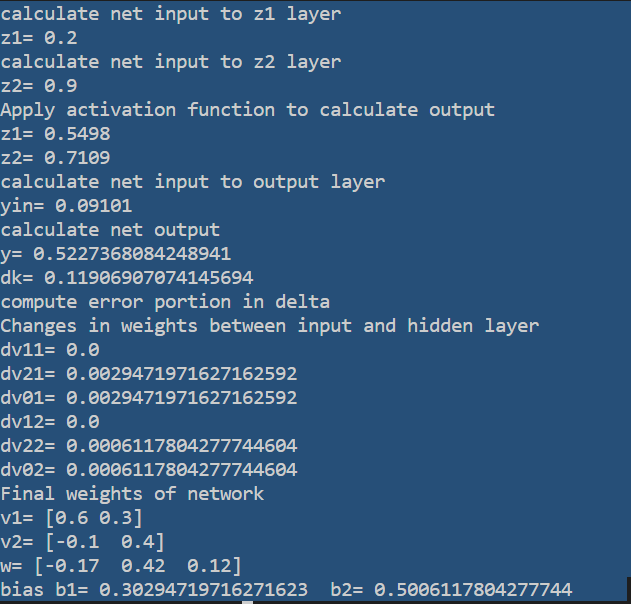 calculate net input to z1 layer
z1= 0.2
calculate net input to z2 layer
z2= 0.9
Apply activation function to calculate output
z1= 0.5498
z2= 0.7109
calculate net input to output layer
yin= 0.09101
calculate net output
y= 0.5227368084248941
dk= 0.11906907074145694
compute error portion in delta
Changes in weights between input and hidden layer
dv11= 0.0
dv21= 0.0029471971627162592
dv01= 0.0029471971627162592
dv12= 0.0
dv22= 0.0006117804277744604
dv02= 0.0006117804277744604
Final weights of network
v1= [0.6 0.3]
v2= [-0.1  0.4]
w= [-0.17  0.42  0.12]
bias b1= 0.30294719716271623  b2= 0.5006117804277744